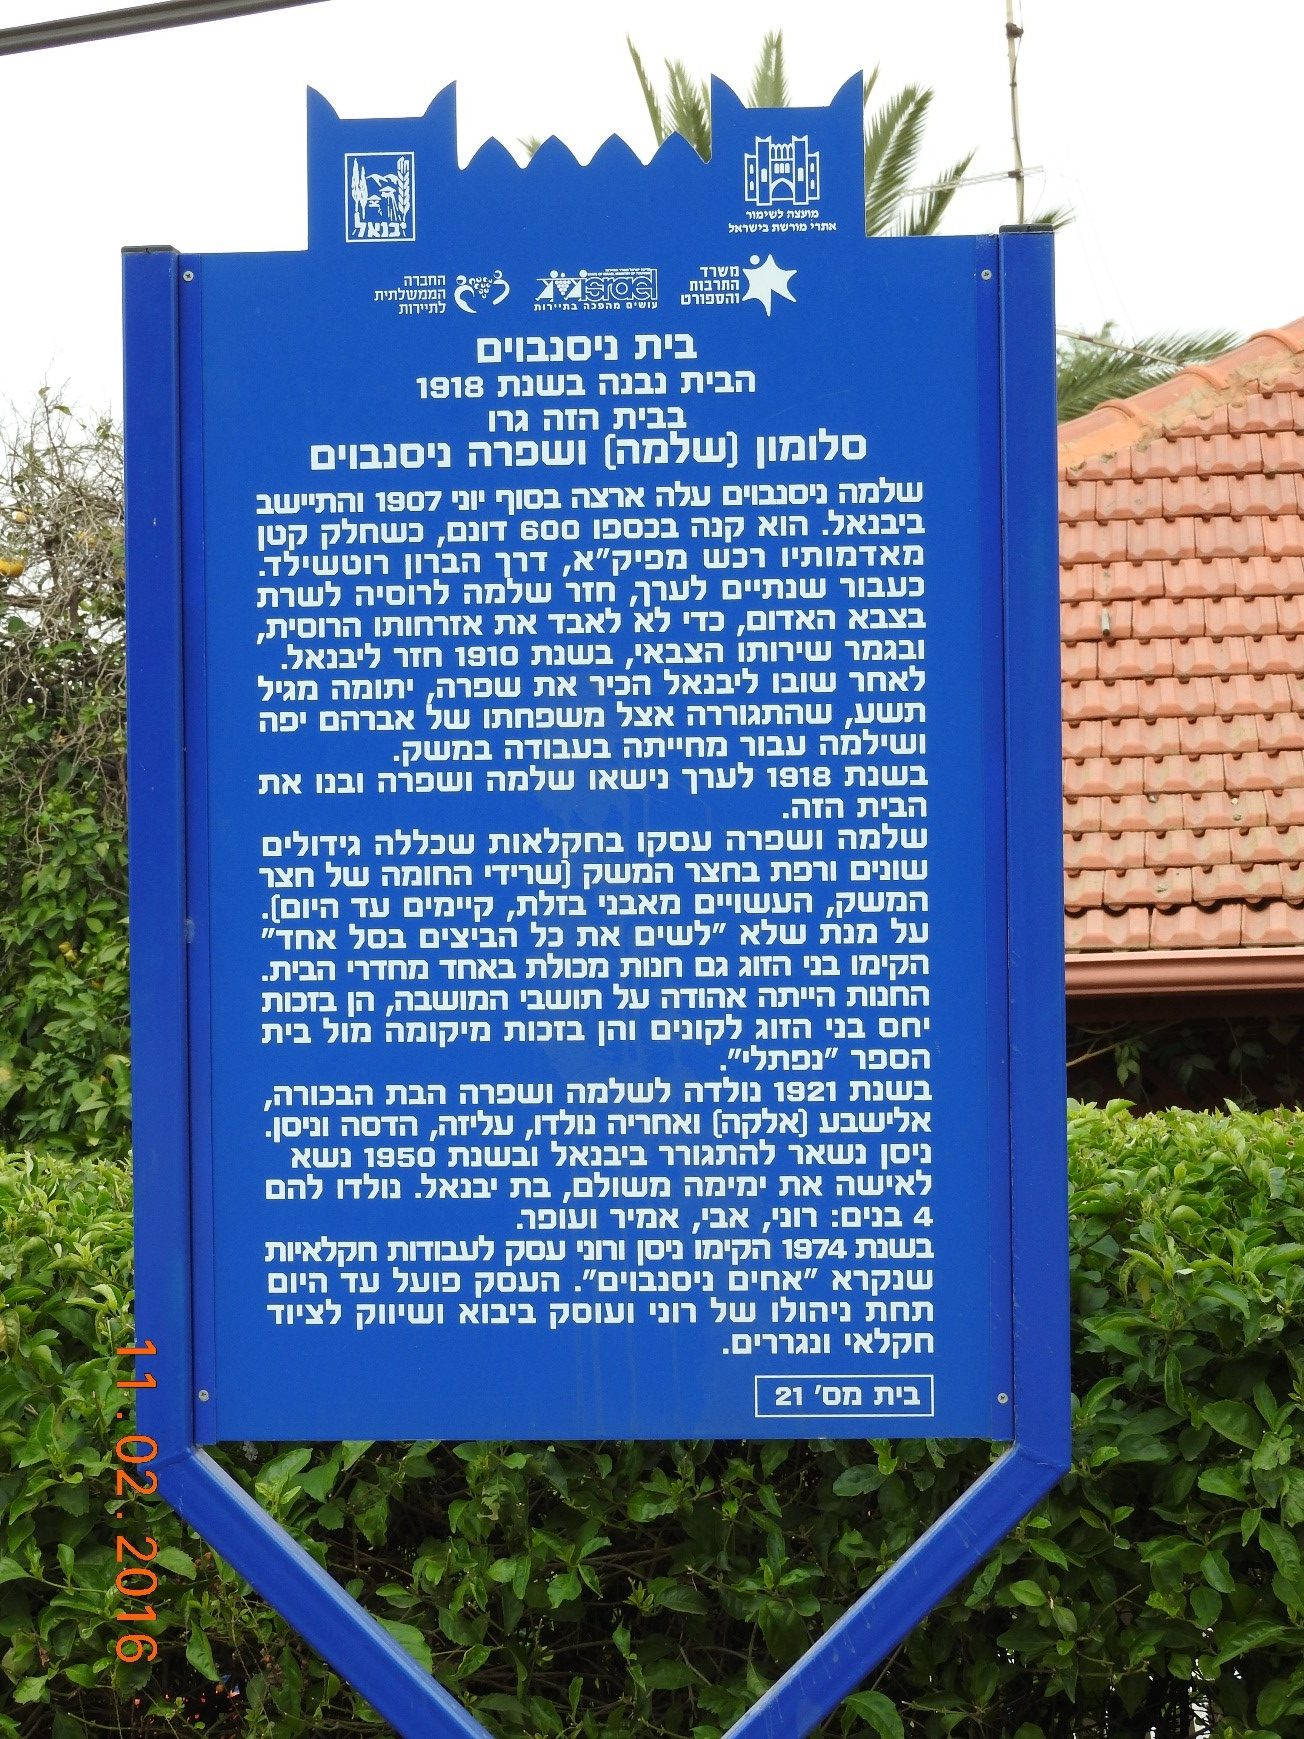 יבנאל
מועצה לשימור
אתרי מורשת בישראל
משרד
התרבות
והספורט
israel
עושים מהפכה בתיירות
החברה
הממשלתית
לתיירות
בית ניסנבוים
הבית נבנה בשנת 1918
בבית הזה גרו
סלומון (שלמה) ושפרה ניסנבוים
שלמה ניסנבוים עלה ארצה בסוף יוני 1907 והתיישב
ביבנאל. הוא קנה בכספו 600 דונם, כשחלק קטן
מאדמותיו רכש מפיק"א, דרך הברון רוטשילד.
כעבור שנתיים לערך, חזר שלמה לרוסיה לשרת
בצבא האדום, כדי לא לאבד את אזרחותו הרוסית,
ובגמר שירותו הצבאי, בשנת 1910 חזר ליבנאל.
לאחר שובו ליבנאל הכיר את שפרה, יתומה מגיל
תשע, שהתגוררה אצל משפחתו של אברהם יפה
ושילמה עבור מחייתה בעבודה במשק.
בשנת 1918 לערך נישאו שלמה ושפרה ובנו את
הבית הזה.
שלמה ושפרה עסקו בחקלאות שכללה גידולים
שונים ורפת בחצר המשק (שרידי החומה של חצר
המשק, העשויים מאבני בזלת, קיימים עד היום).
על מנת שלא "לשים את כל הביצים בסל אחד"
הקימו בני הזוג גם חנות מכולת באחד מחדרי הבית.
החנות הייתה אהודה על תושבי המושבה, הן בזכות
יחס בני הזוג לקונים והן בזכות מיקומה מול בית
הספר "נפתלי".
בשנת 1921 נולדה לשלמה ושפרה הבת הבכורה,
אלישבע (אלקה) ואחריה נולדו, עליזה, הדסה וניסן.
ניסן נשאר להתגורר ביבנאל ובשנת 1950 נשא
לאישה את ימימה משולם, בת יבנאל. נולדו להם
4 בנים: רוני, אבי, אמיר ועופר.
בשנת 1974 הקימו ניסן ורוני עסק לעבודות חקלאיות
שנקרא "אחים ניסנבוים". העסק פועל עד היום
תחת ניהולו של רוני ועוסק ביבוא ושיווק לציוד
חקלאי ונגררים.
בית מס' 21
11.02.2016